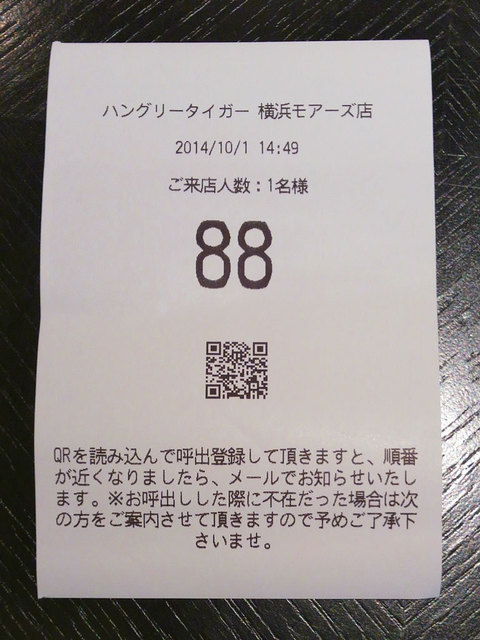 ハングリータイガー 横浜モアーズ店
2014/10/1 14:49
ご来店人数：1名様
88
QRを読み込んで呼出登録して頂きますと、順番
が近くなりましたら、メールでお知らせいたし
ます。※お呼出しした際に不在だった場合は次
の方をご案内させて頂きますので予めご了承下
さいませ。